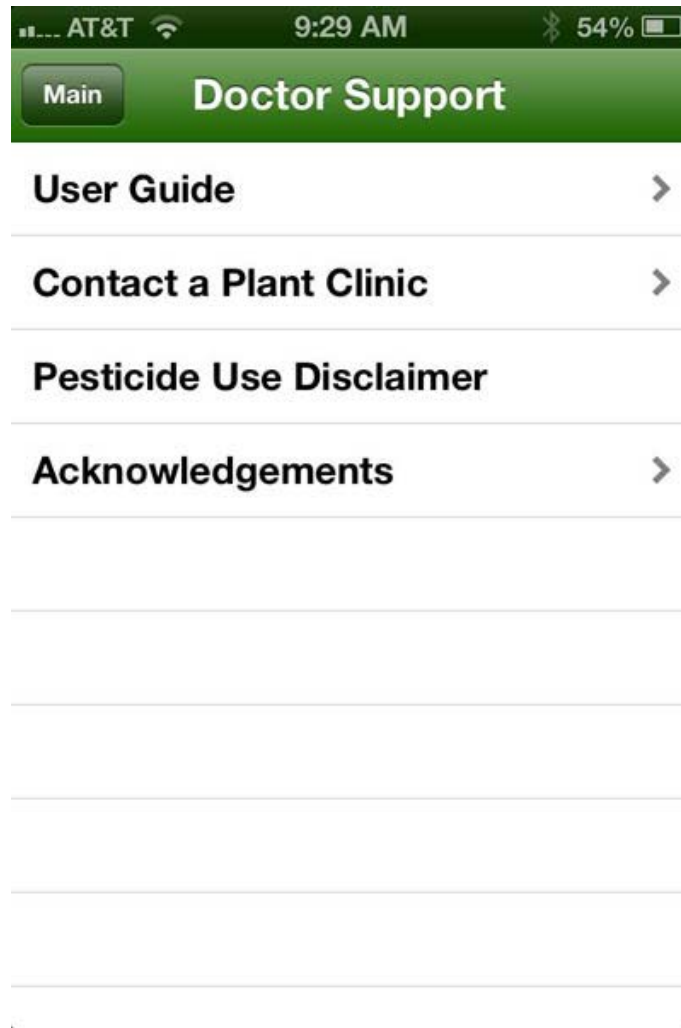 AT&T 9:29 AM 54%
Main Doctor Support
User Guide
Contact a Plant Clinic
Pesticide Use Disclaimer
Acknowledgements